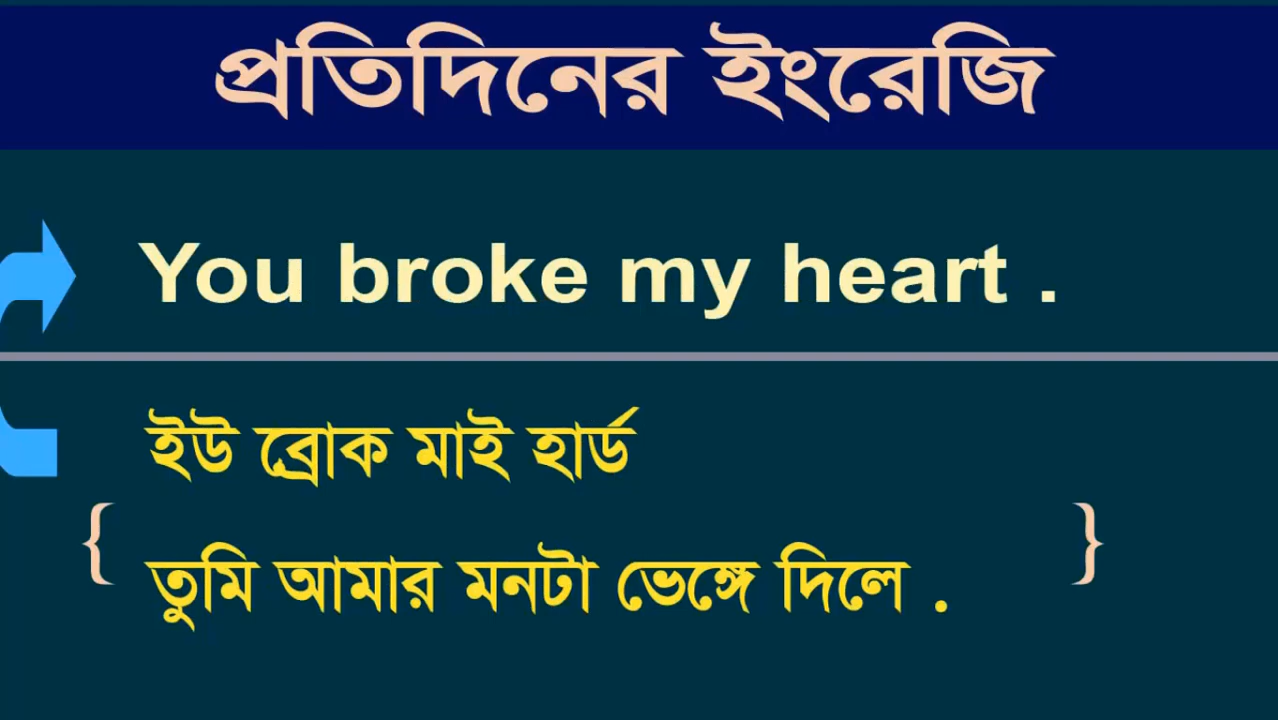 প্রতিদিনের ইংরেজি
You broke my heart .
ইউ ব্রোক মাই হার্ড
{ তুমি আমার মনটা ভেঙ্গে দিলে . }